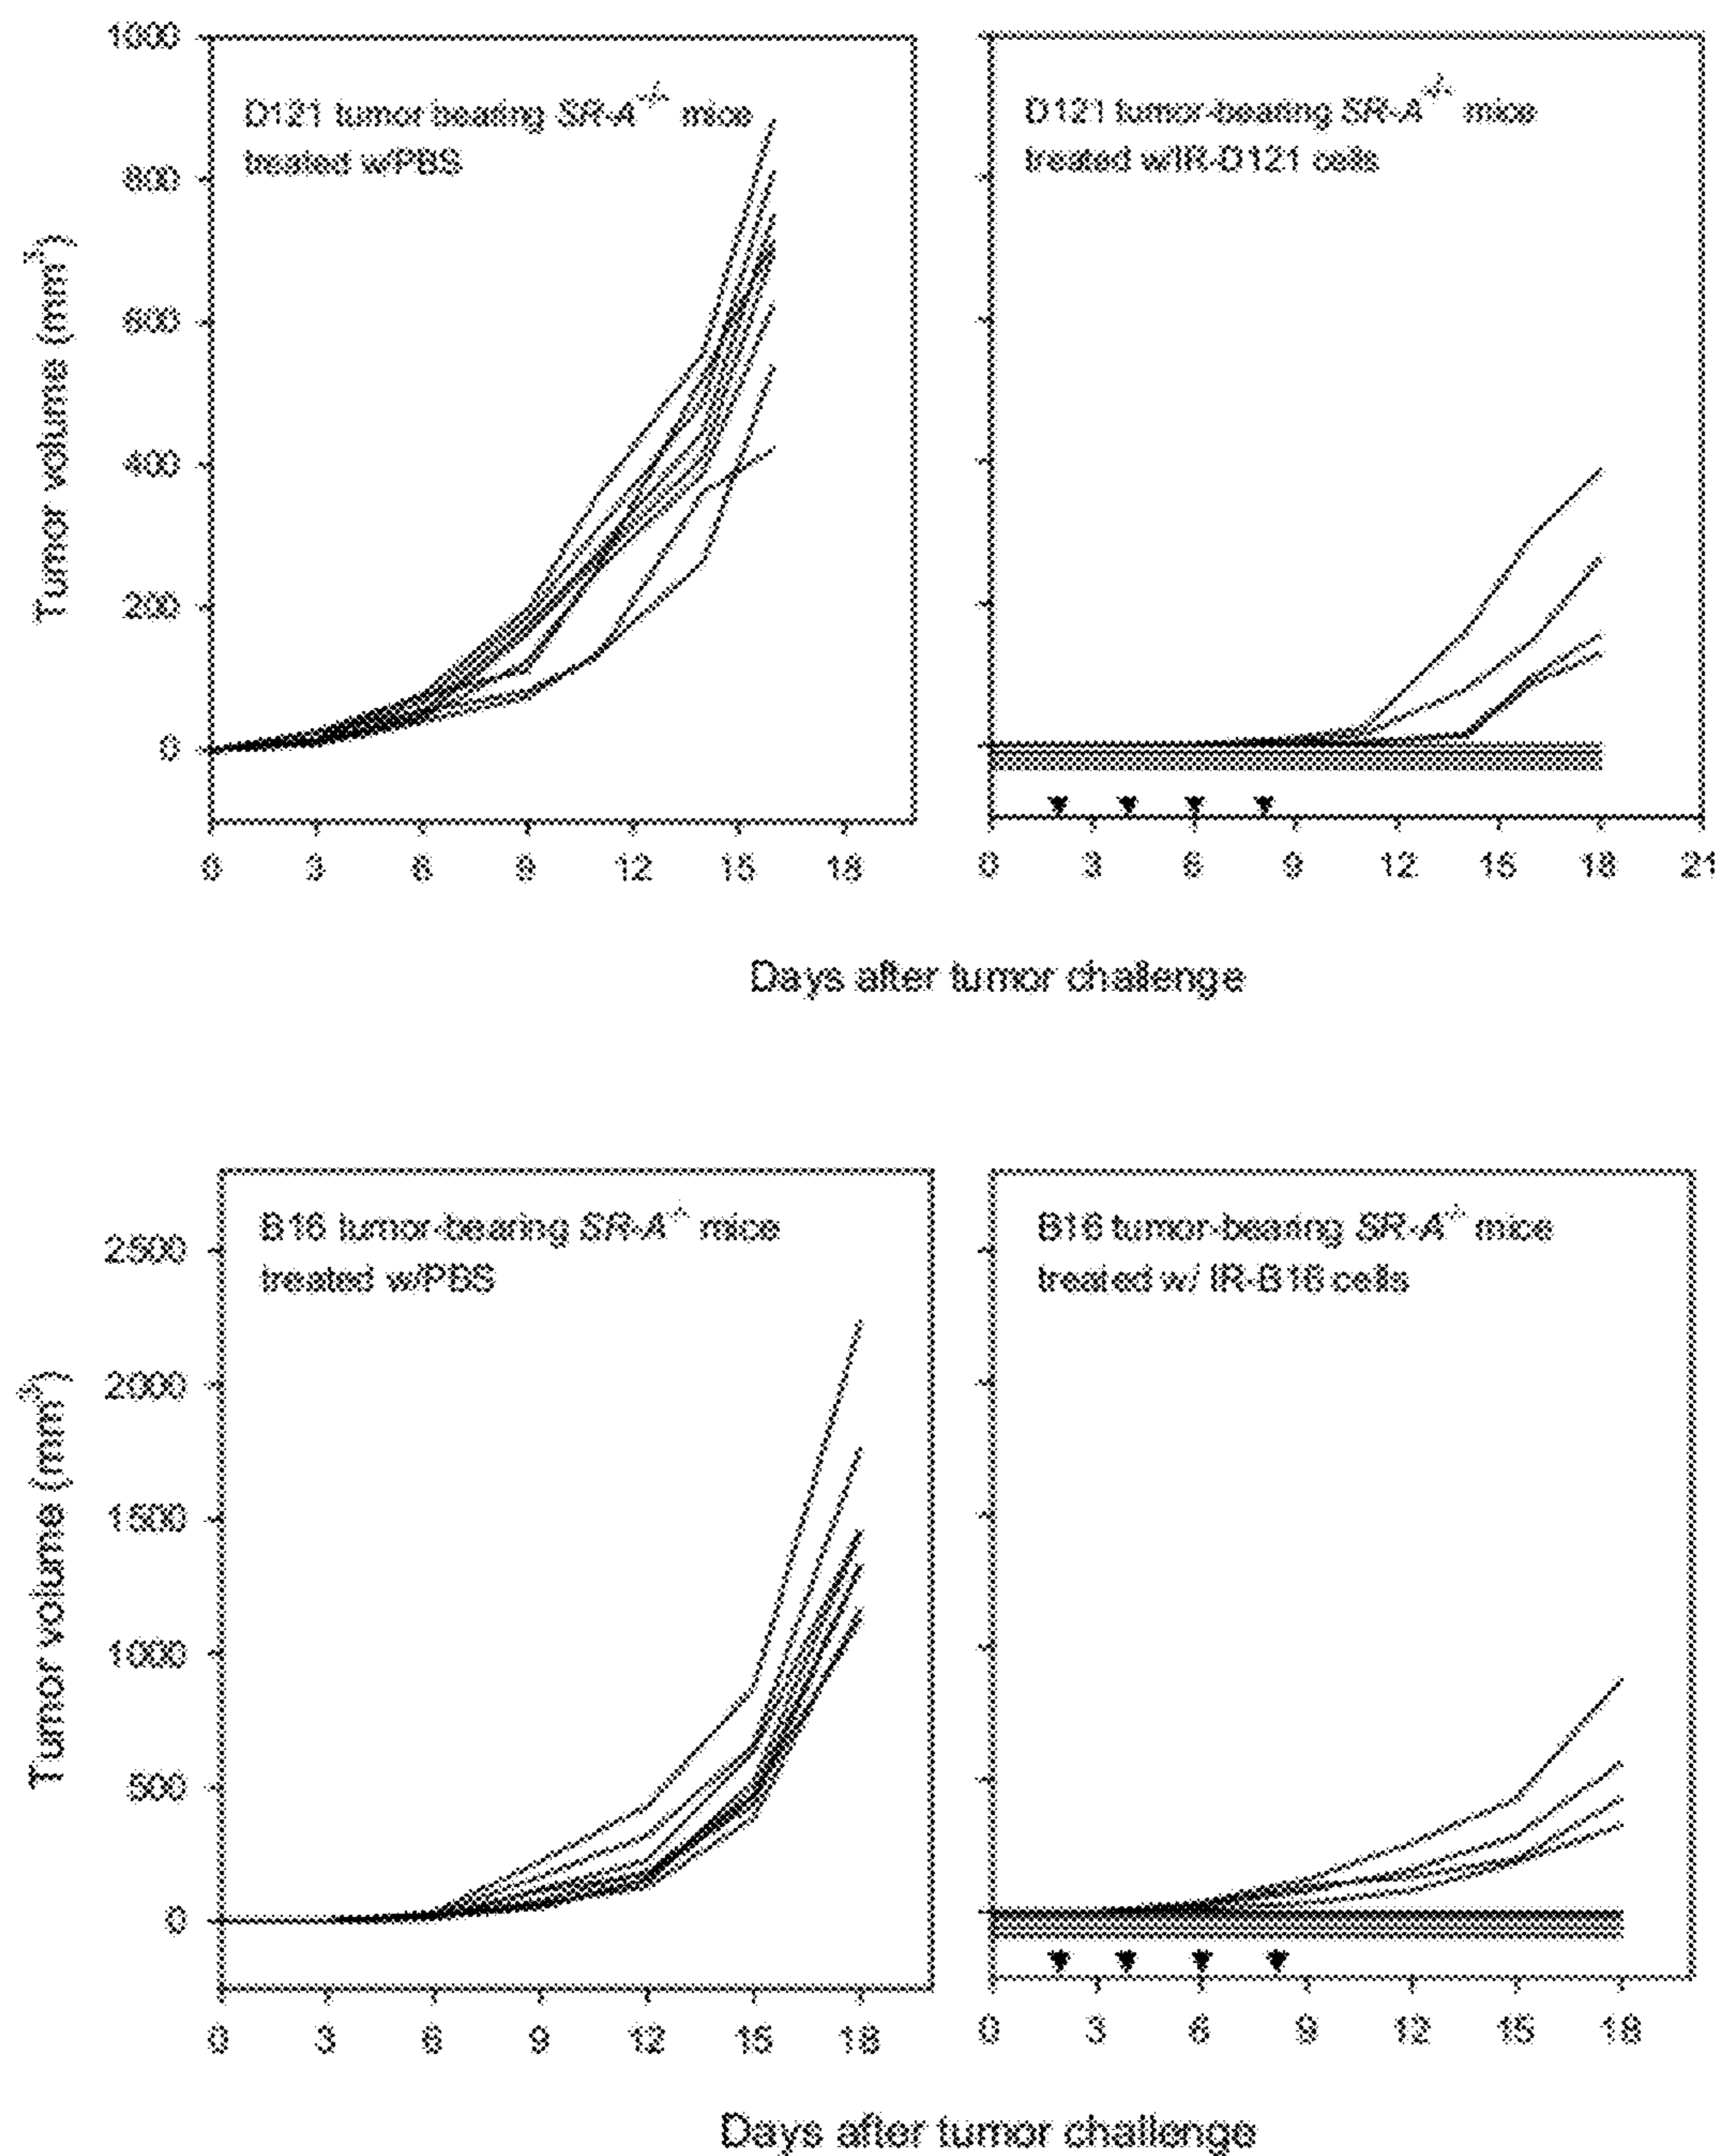 1000
800
600
400
200
0
Tumor volume (mm³)
D121 tumor bearing SR-A⁻/⁻ mice
treated w/PBS
0 3 6 9 12 15 18
D121 tumor-bearing SR-A⁻/⁻ mice
treated w/IR-D121 cells
0 3 6 9 12 15 18 21
Days after tumor challenge
2500
2000
1500
1000
500
0
Tumor volume (mm³)
B16 tumor-bearing SR-A⁻/⁻ mice
treated w/PBS
0 3 6 9 12 15 18
B16 tumor-bearing SR-A⁻/⁻ mice
treated w/ IR-B16 cells
0 3 6 9 12 15 18
Days after tumor challenge